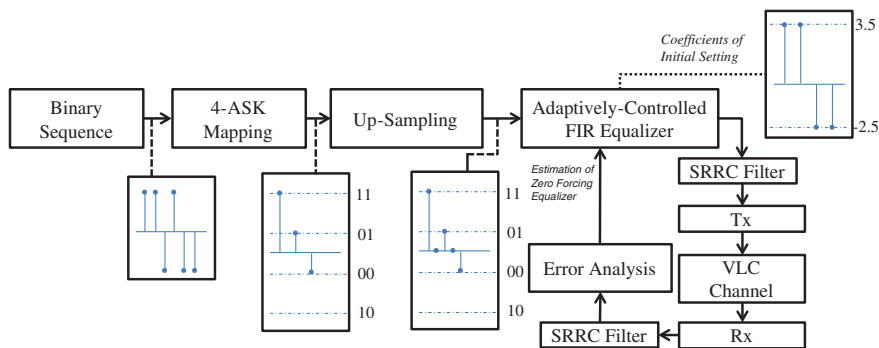 Coefficients of
Initial Setting
3.5
-2.5
Binary
Sequence
4-ASK
Mapping
Up-Sampling
Adaptively-Controlled
FIR Equalizer
Estimation of
Zero Forcing
Equalizer
11
01
00
10
11
01
00
10
Error Analysis
SRRC Filter
Tx
VLC
Channel
Rx
SRRC Filter